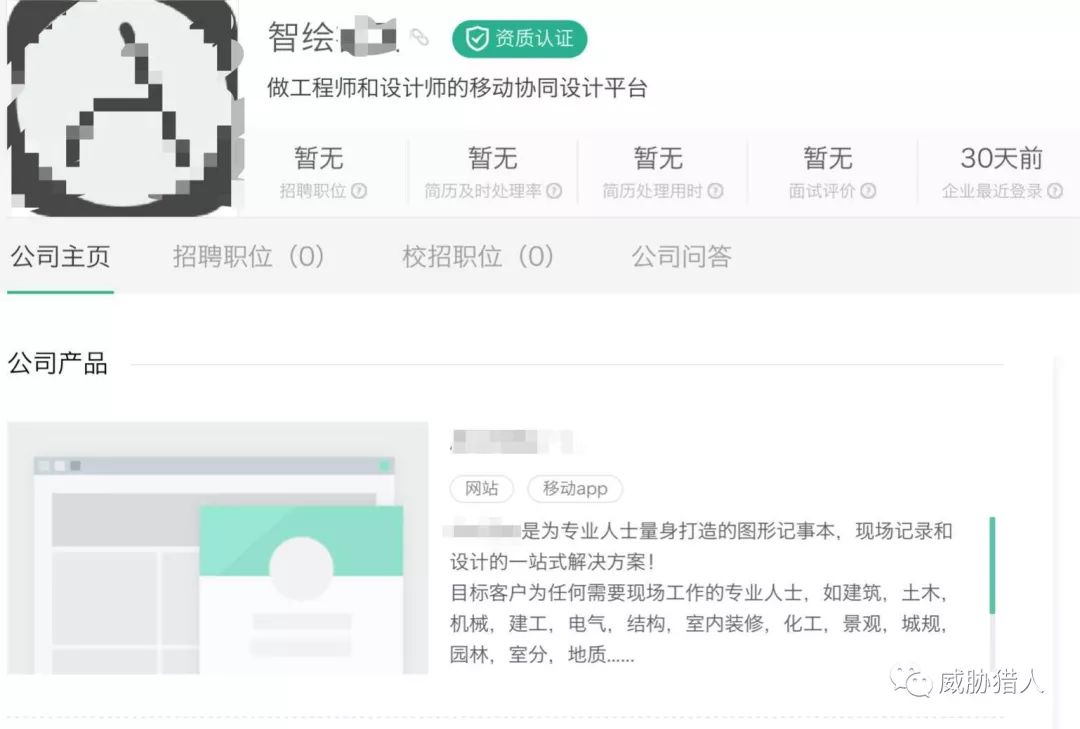 智绘
资质认证
做工程师和设计师的移动协同设计平台
暂无 暂无 暂无 暂无 30天前
招聘职位 简历及时处理率 简历处理用时 面试评价 企业最近登录
公司主页 招聘职位（0） 校招职位（0） 公司问答
公司产品
网站 移动app
是为专业人士量身打造的图形记事本，现场记录和
设计的一站式解决方案！
目标客户为任何需要现场工作的专业人士，如建筑，土木，
机械，建工，电气，结构，室内装修，化工，景观，城规，
园林，室分，地质......
威胁猎人